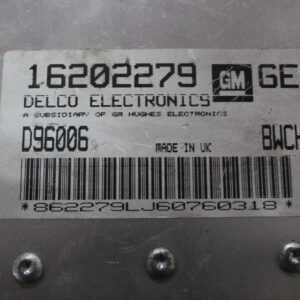 16202279 GM GE
DELCO ELECTRONICS
A SUBSIDIARY OF GM HUGHES ELECTRONICS
D96006 MADE IN UK BWCH
*862279LJ60760318*